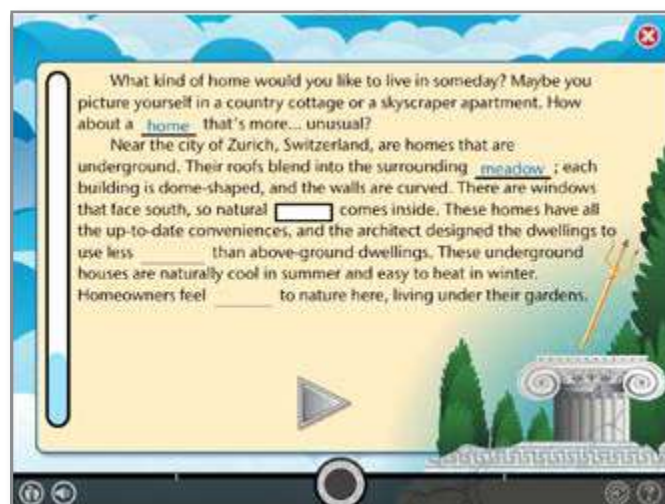 What kind of home would you like to live in someday? Maybe you
picture yourself in a country cottage or a skyscraper apartment. How
about a home that's more... unusual?
Near the city of Zurich, Switzerland, are homes that are
underground. Their roofs blend into the surrounding meadow ; each
building is dome-shaped, and the walls are curved. There are windows
that face south, so natural comes inside. These homes have all
the up-to-date conveniences, and the architect designed the dwellings to
use less ______ than above-ground dwellings. These underground
houses are naturally cool in summer and easy to heat in winter.
Homeowners feel ______ to nature here, living under their gardens.